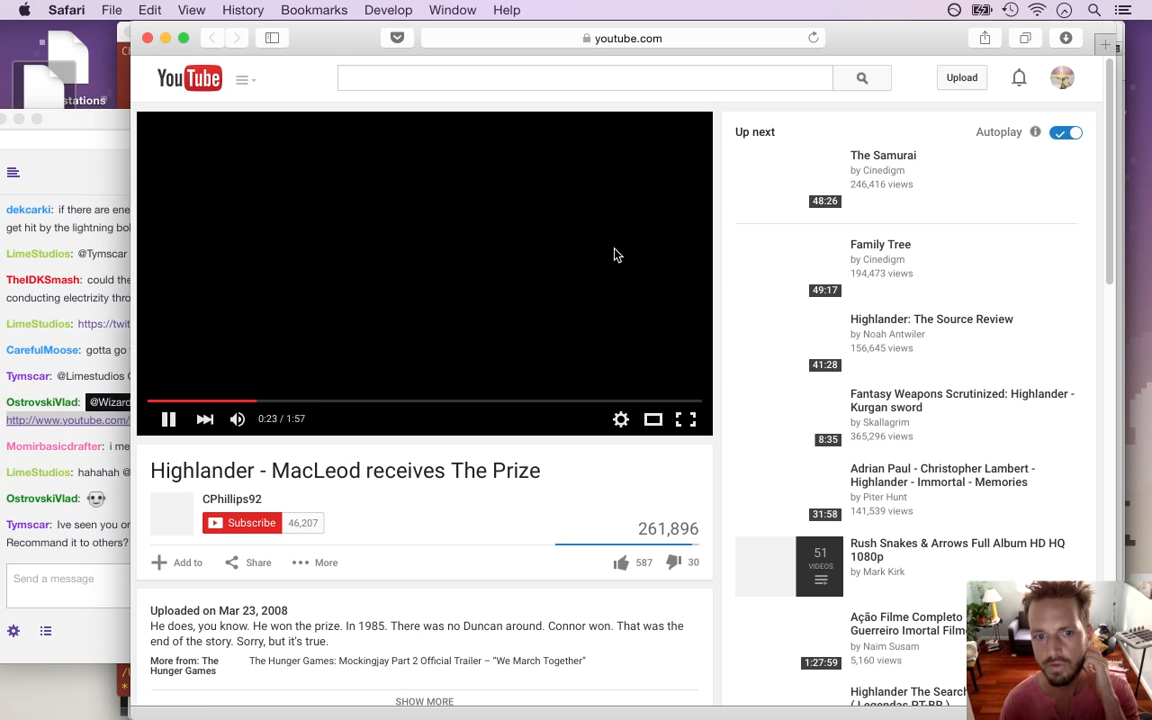 Safari File Edit View History Bookmarks Develop Window Help
youtube.com
stations
YouTube
Upload
dekcarki: if there are ene
get hit by the lightning bol
LimeStudios: @Tymscar
TheIDKSmash: could the
conducting electrizity thro
LimeStudios: https://twit
CarefulMoose: gotta go
Tymscar: @Limestudios
OstrovskiVlad: @Wizar
http://www.youtube.com/
Momirbasicdrafter: i me
LimeStudios: hahahah @
OstrovskiVlad:
Tymscar: Ive seen you or
Recommand it to others?
Send a message
0:23 / 1:57
Highlander - MacLeod receives The Prize
CPhillips92
Subscribe 46,207
261,896
Add to Share More 587 30
Uploaded on Mar 23, 2008
He does, you know. He won the prize. In 1985. There was no Duncan around. Connor won. That was the
end of the story. Sorry, but it's true.
More from: The Hunger Games: Mockingjay Part 2 Official Trailer – “We March Together”
Hunger Games
SHOW MORE
Up next Autoplay
The Samurai
by Cinedigm
246,416 views
48:26
Family Tree
by Cinedigm
194,473 views
49:17
Highlander: The Source Review
by Noah Antwiler
156,645 views
41:28
Fantasy Weapons Scrutinized: Highlander -
Kurgan sword
by Skallagrim
365,296 views
8:35
Adrian Paul - Christopher Lambert -
Highlander - Immortal - Memories
by Piter Hunt
141,539 views
31:58
Rush Snakes & Arrows Full Album HD HQ
1080p
by Mark Kirk
51
VIDEOS
Ação Filme Completo
Guerreiro Imortal Film
by Naim Susam
5,160 views
1:27:59
Highlander The Search
( Legendas PT-BR )